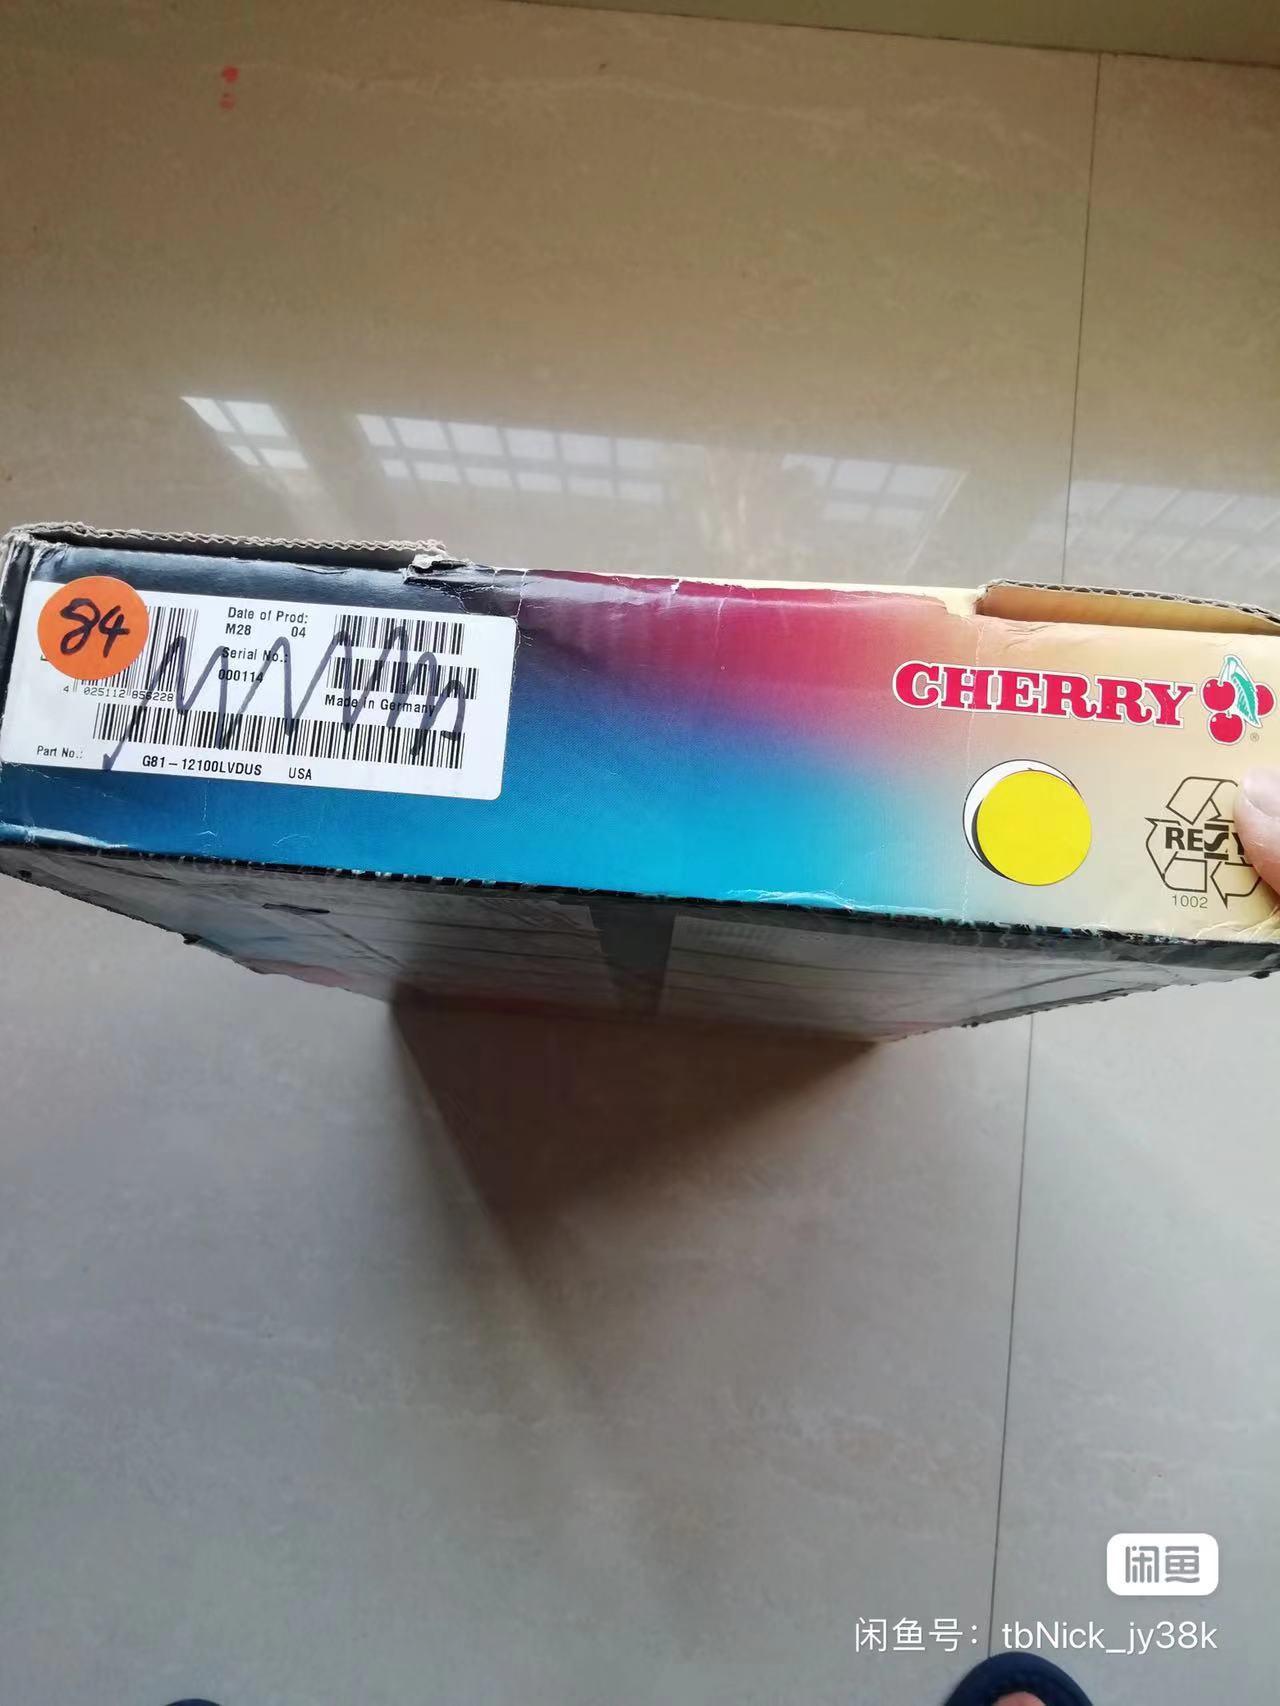 84
Date of Prod:
M28 04
Serial No.:
000114
Made in Germany
4 025112 856228
Part No.: G81-12100LVDUS USA
CHERRY
®
RESY
1002
闲鱼
闲鱼号：tbNick_jy38k